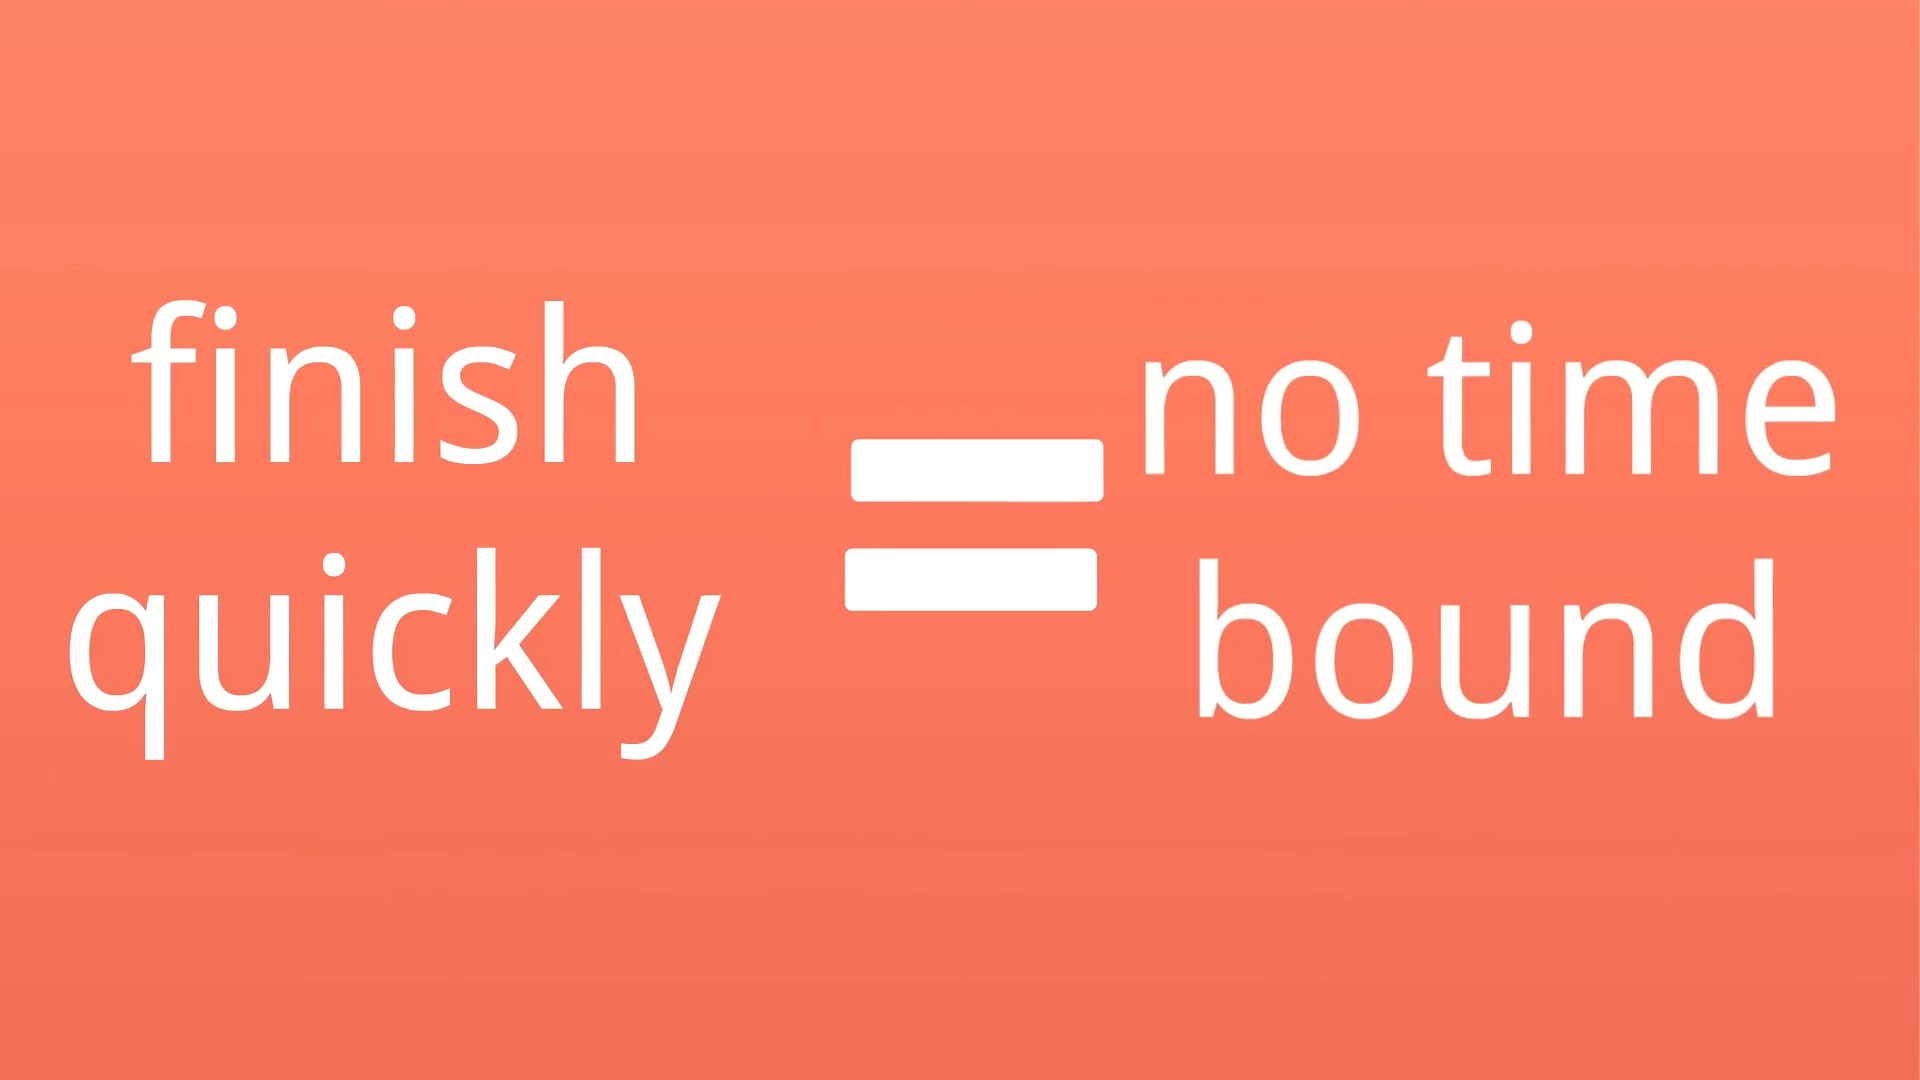 finish
quickly
=
no time
bound